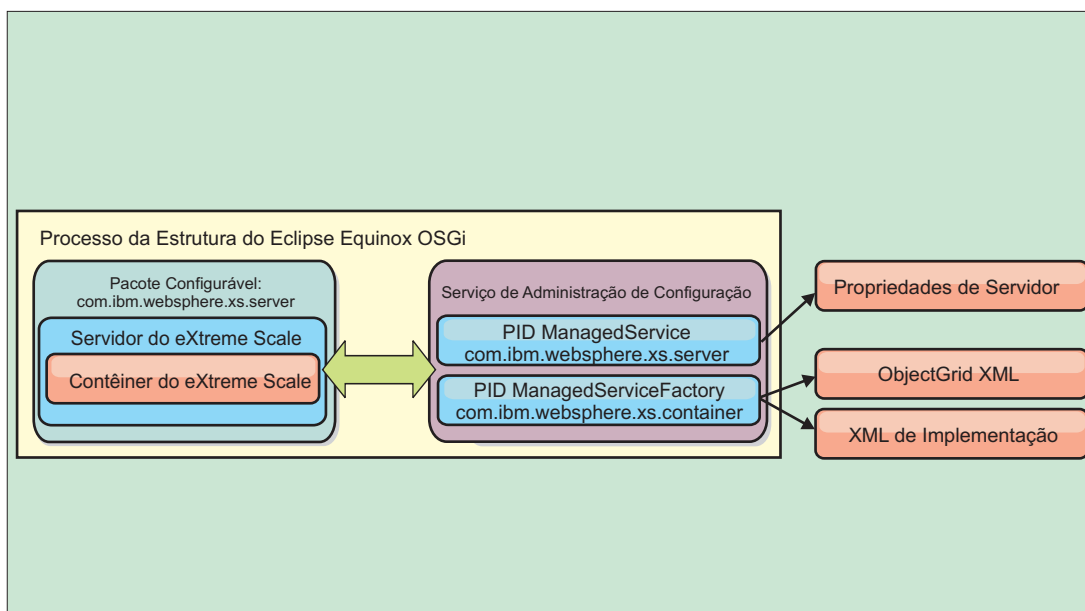 Processo da Estrutura do Eclipse Equinox OSGi
Pacote Configurável:
com.ibm.websphere.xs.server
Servidor do eXtreme Scale
Contêiner do eXtreme Scale
Serviço de Administração de Configuração
PID ManagedService
com.ibm.websphere.xs.server
PID ManagedServiceFactory
com.ibm.websphere.xs.container
Propriedades de Servidor
ObjectGrid XML
XML de Implementação